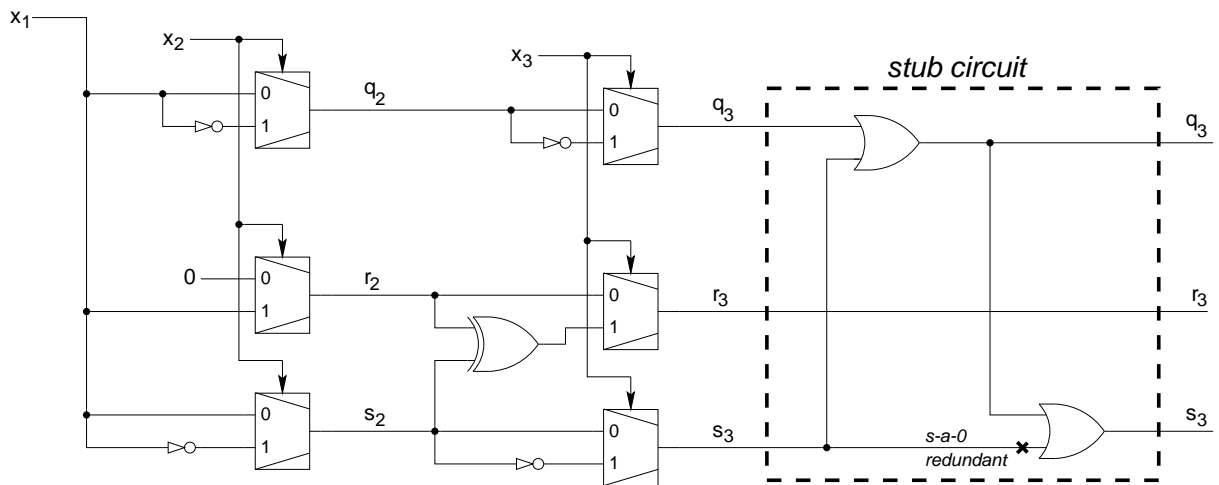 x1
x2
x3
stub circuit
0
1
q2
0
1
q3
q3
0
0
1
r2
0
1
r3
r3
0
1
s2
0
1
s3
s-a-0
redundant
s3